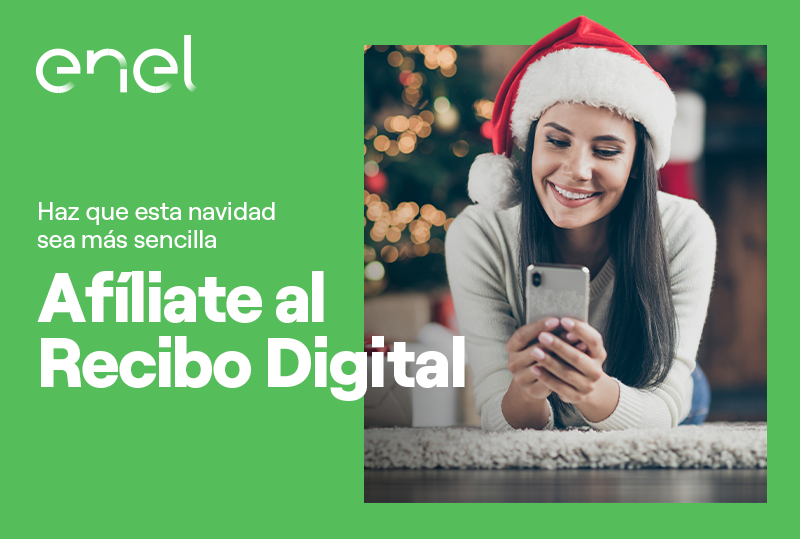 enel
Haz que esta navidad
sea más sencilla
Afíliate al
Recibo Digital